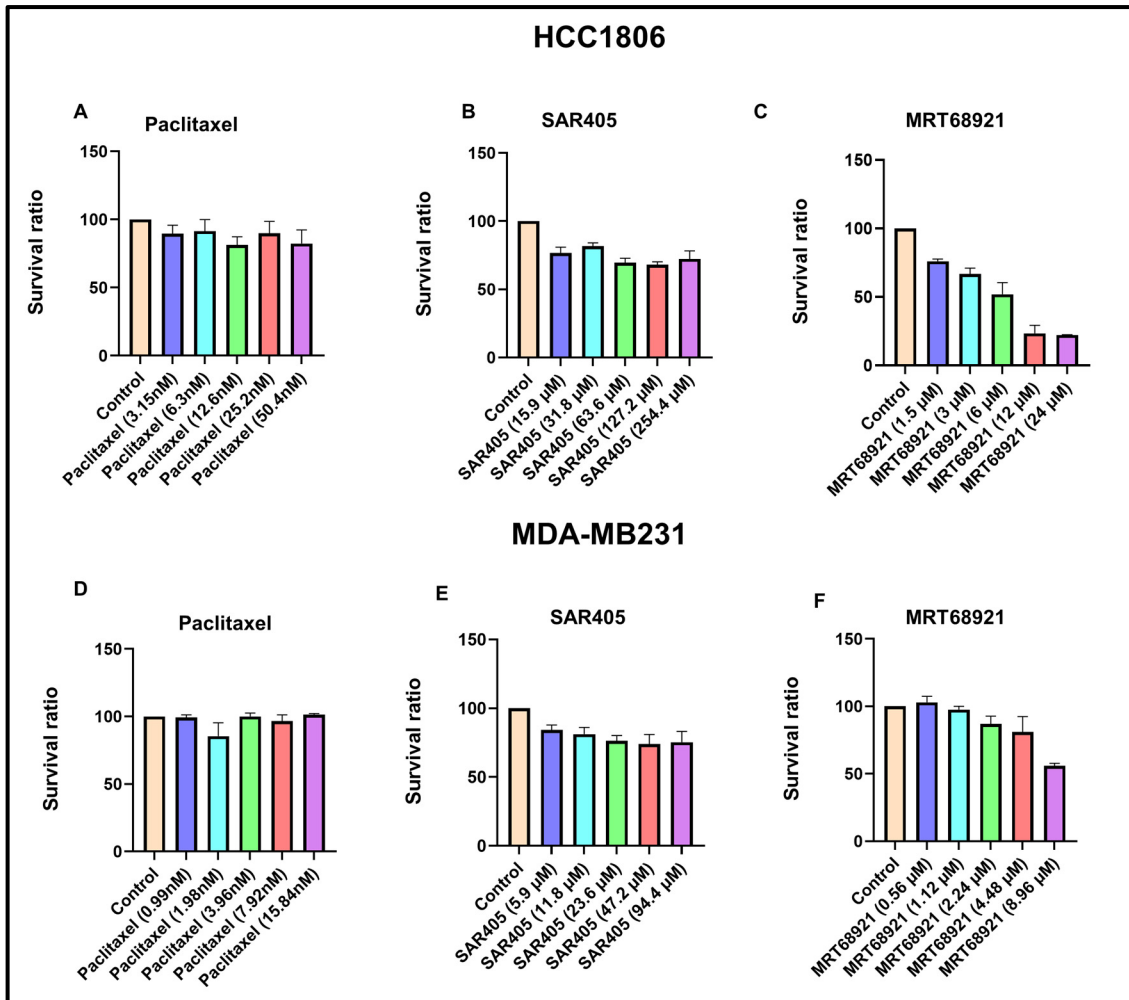 HCC1806
A
Paclitaxel
Survival ratio
150
100
50
0
Control
Paclitaxel (3.15nM)
Paclitaxel (6.3nM)
Paclitaxel (12.6nM)
Paclitaxel (25.2nM)
Paclitaxel (50.4nM)
B
SAR405
Survival ratio
150
100
50
0
Control
SAR405 (15.9 µM)
SAR405 (31.8 µM)
SAR405 (63.6 µM)
SAR405 (127.2 µM)
SAR405 (254.4 µM)
C
MRT68921
Survival ratio
150
100
50
0
Control
MRT68921 (1.5 µM)
MRT68921 (3 µM)
MRT68921 (6 µM)
MRT68921 (12 µM)
MRT68921 (24 µM)
MDA-MB231
D
Paclitaxel
Survival ratio
150
100
50
0
Control
Paclitaxel (0.99nM)
Paclitaxel (1.98nM)
Paclitaxel (3.96nM)
Paclitaxel (7.92nM)
Paclitaxel (15.84nM)
E
SAR405
Survival ratio
150
100
50
0
Control
SAR405 (5.9 µM)
SAR405 (11.8 µM)
SAR405 (23.6 µM)
SAR405 (47.2 µM)
SAR405 (94.4 µM)
F
MRT68921
Survival ratio
150
100
50
0
Control
MRT68921 (0.56 µM)
MRT68921 (1.12 µM)
MRT68921 (2.24 µM)
MRT68921 (4.48 µM)
MRT68921 (8.96 µM)